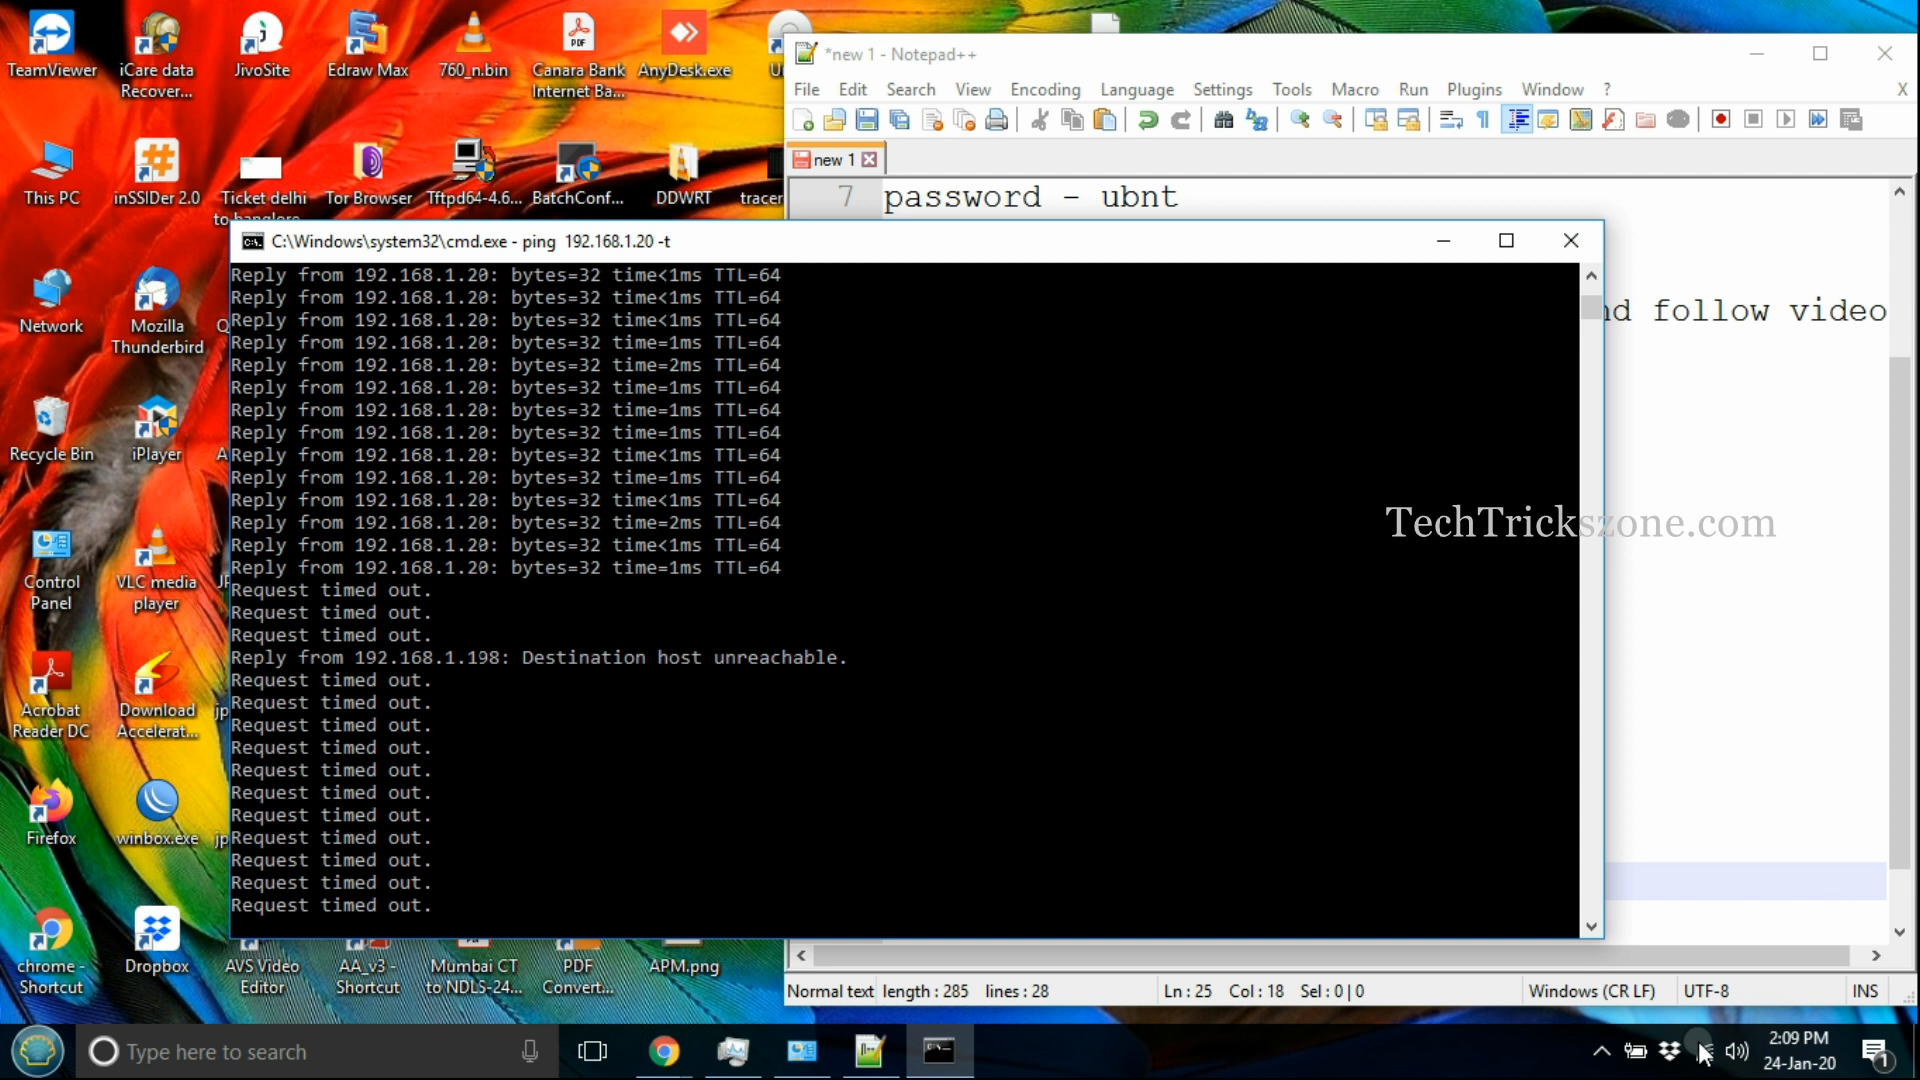 TeamViewer
iCare data
Recover...
JivoSite
Edraw Max
760_n.bin
PDF
Canara Bank
Internet Ba...
AnyDesk.exe
This PC
inSSIDer 2.0
Ticket delhi
Tor Browser
Tftpd64-4.6...
BatchConf...
DDWRT
tracer
Network
Mozilla
Thunderbird
Recycle Bin
iPlayer
Control
Panel
VLC media
player
Acrobat
Reader DC
Download
Accelerat...
Firefox
winbox.exe
chrome -
Shortcut
Dropbox
AVS Video
Editor
AA_v3 -
Shortcut
Mumbai CT
to NDLS-24...
PDF
Convert...
APM.png
*new 1 - Notepad++
File Edit Search View Encoding Language Settings Tools Macro Run Plugins Window ? X
new 1
7 password - ubnt
nd follow video
C:\Windows\system32\cmd.exe - ping 192.168.1.20 -t
Reply from 192.168.1.20: bytes=32 time<1ms TTL=64
Reply from 192.168.1.20: bytes=32 time<1ms TTL=64
Reply from 192.168.1.20: bytes=32 time<1ms TTL=64
Reply from 192.168.1.20: bytes=32 time=1ms TTL=64
Reply from 192.168.1.20: bytes=32 time=2ms TTL=64
Reply from 192.168.1.20: bytes=32 time=1ms TTL=64
Reply from 192.168.1.20: bytes=32 time=1ms TTL=64
Reply from 192.168.1.20: bytes=32 time=1ms TTL=64
Reply from 192.168.1.20: bytes=32 time<1ms TTL=64
Reply from 192.168.1.20: bytes=32 time=1ms TTL=64
Reply from 192.168.1.20: bytes=32 time<1ms TTL=64
Reply from 192.168.1.20: bytes=32 time=2ms TTL=64
Reply from 192.168.1.20: bytes=32 time<1ms TTL=64
Reply from 192.168.1.20: bytes=32 time=1ms TTL=64
Request timed out.
Request timed out.
Request timed out.
Reply from 192.168.1.198: Destination host unreachable.
Request timed out.
Request timed out.
Request timed out.
Request timed out.
Request timed out.
Request timed out.
Request timed out.
Request timed out.
Request timed out.
Request timed out.
Request timed out.
TechTrickszone.com
Normal text length : 285 lines : 28 Ln : 25 Col : 18 Sel : 0 | 0 Windows (CR LF) UTF-8 INS
Type here to search
2:09 PM
24-Jan-20
1